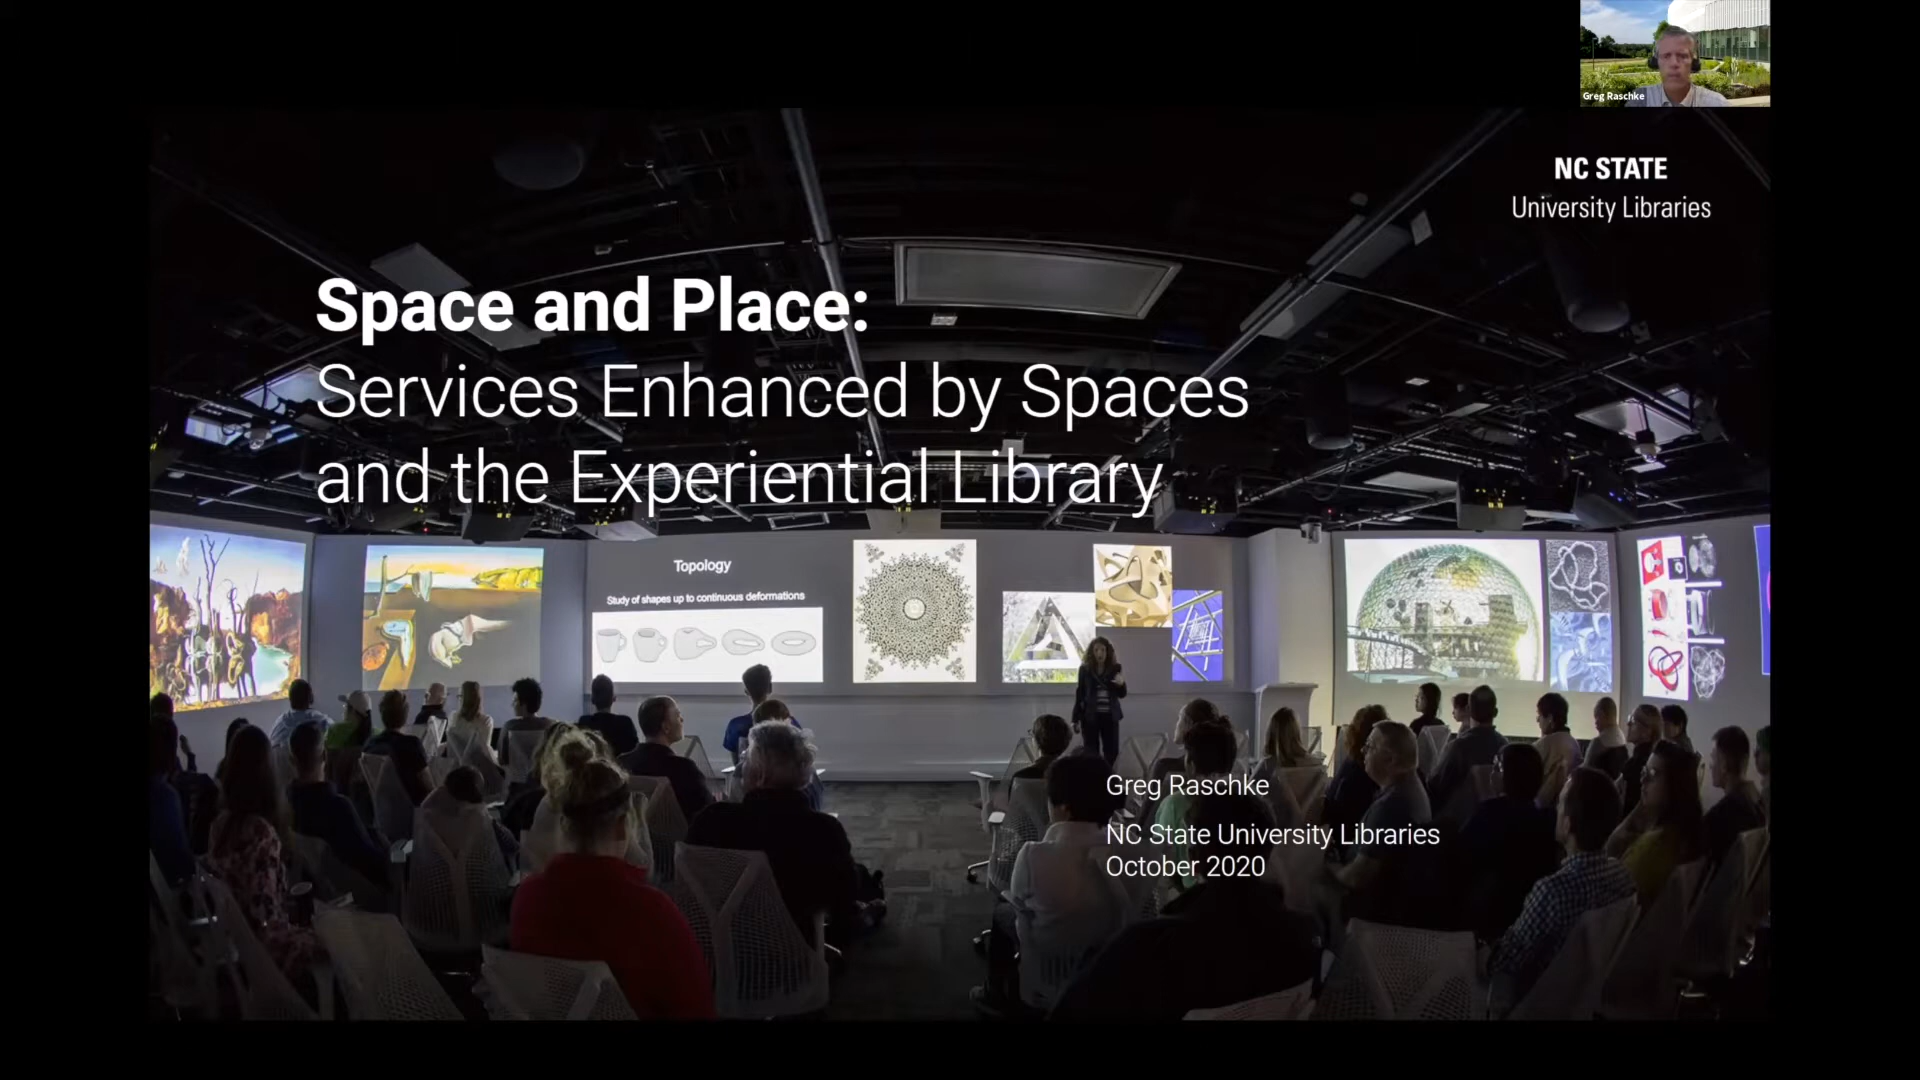 Greg Raschke
NC STATE
University Libraries
Space and Place:
Services Enhanced by Spaces
and the Experiential Library
Topology
Study of shapes up to continuous deformations
Greg Raschke
NC State University Libraries
October 2020